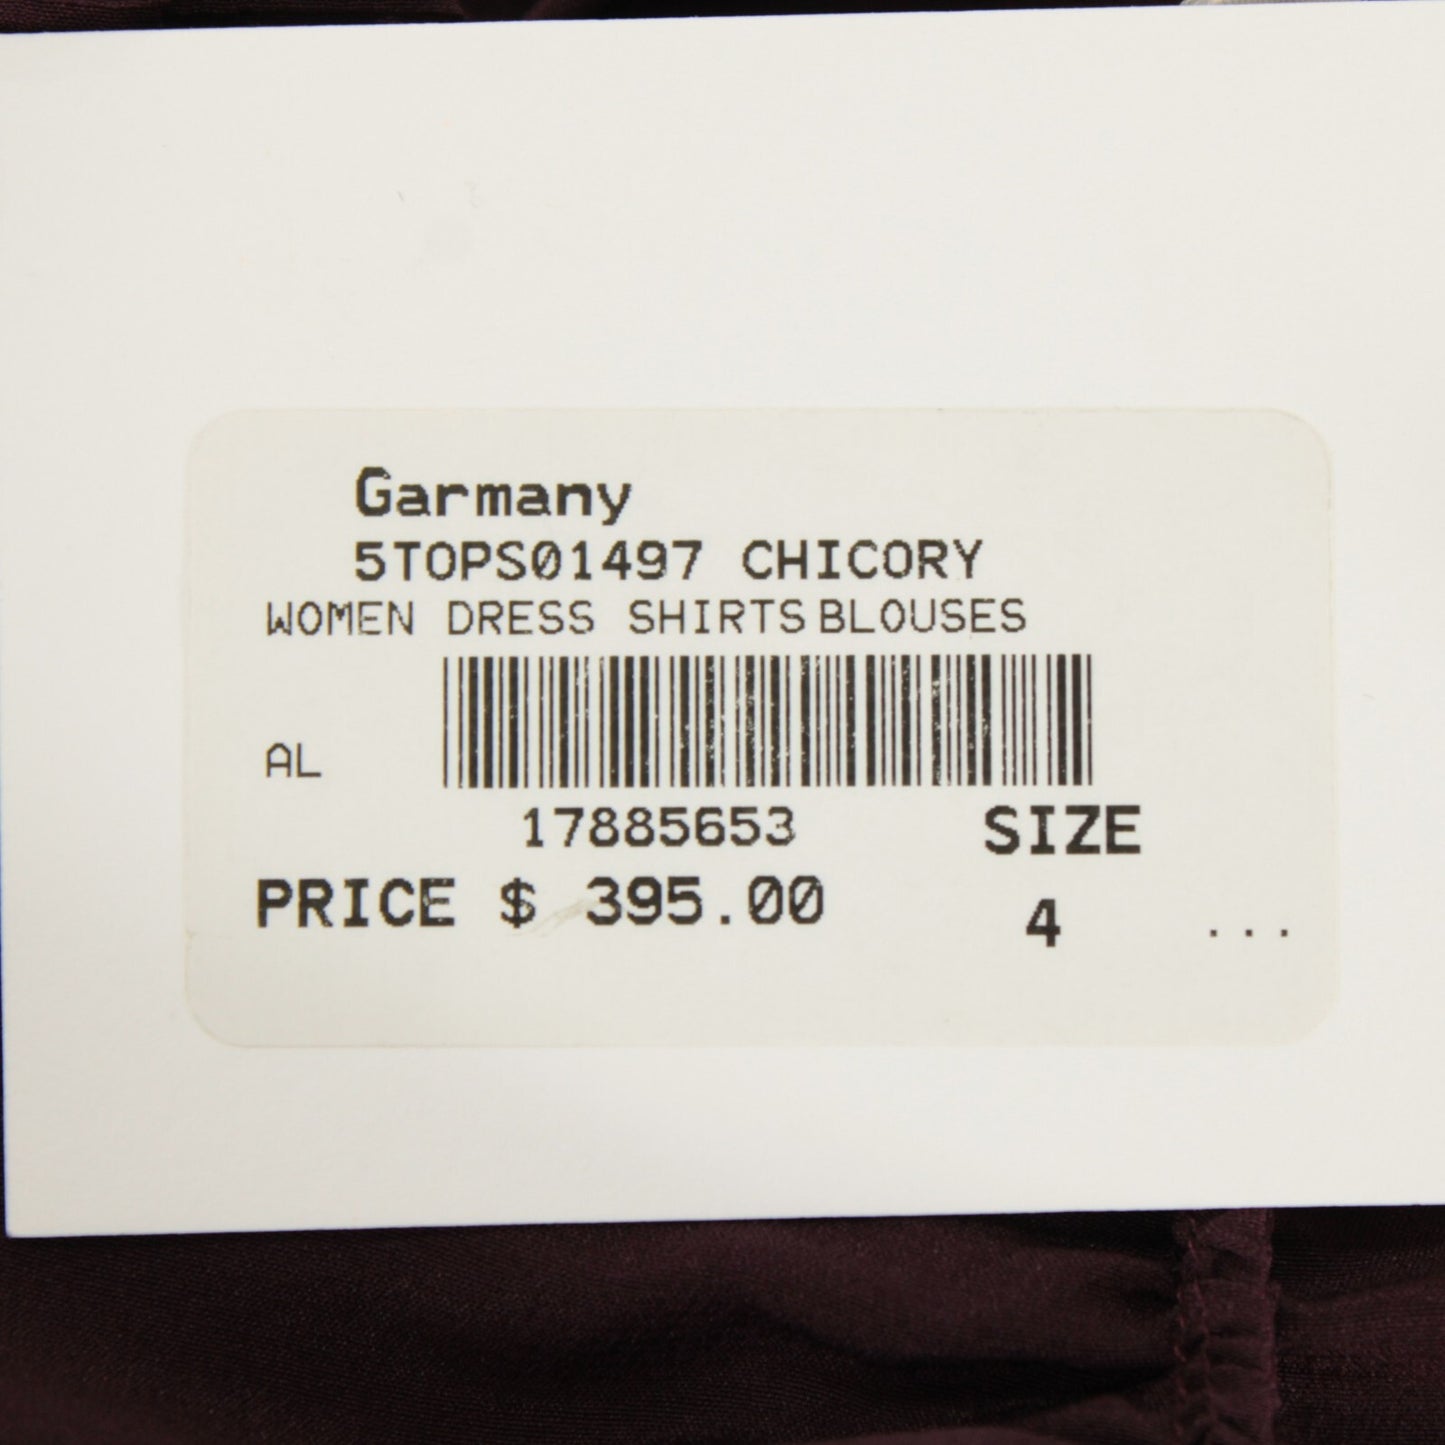 Garmany
5TOPS01497 CHICORY
WOMEN DRESS SHIRTS BLOUSES
AL
17885653
SIZE
PRICE $ 395.00
4
...